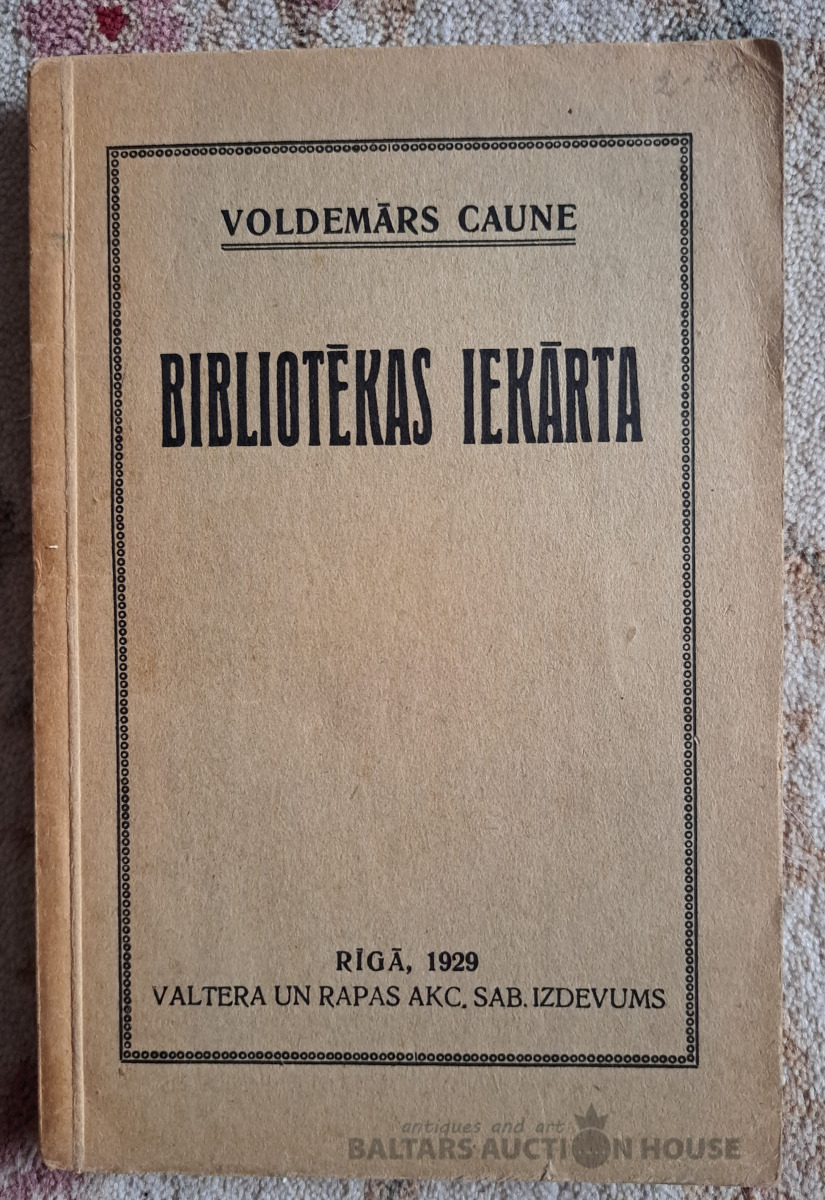 VOLDEMĀRS CAUNE
BIBLIOTĒKAS IEKĀRTA
RĪGĀ, 1929
VALTERA UN RAPAS AKC. SAB. IZDEVUMS
antiques and art
BALTARS AUCTION HOUSE